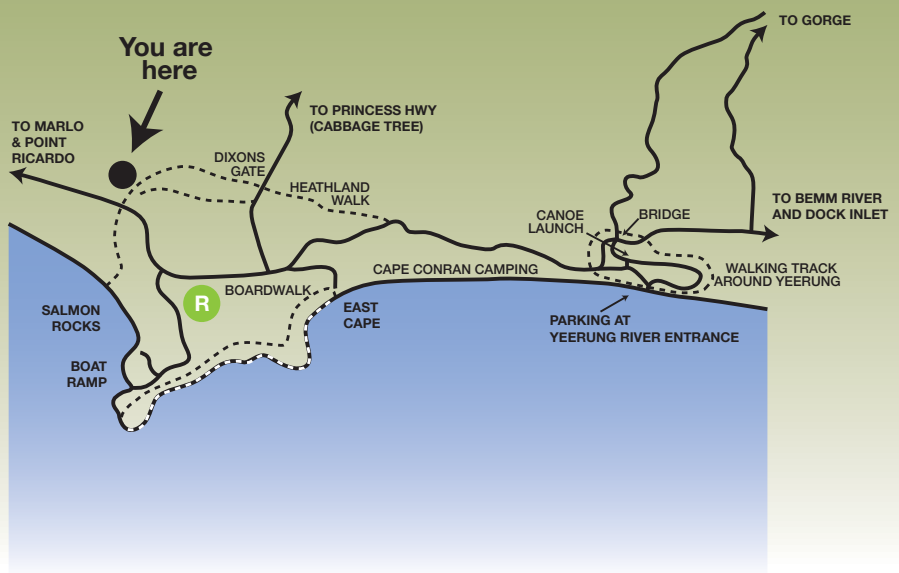 You are
here
TO GORGE
TO MARLO
& POINT
RICARDO
TO PRINCESS HWY
(CABBAGE TREE)
DIXONS
GATE
HEATHLAND
WALK
CANOE
LAUNCH
BRIDGE
TO BEMM RIVER
AND DOCK INLET
CAPE CONRAN CAMPING
WALKING TRACK
AROUND YEERUNG
R
BOARDWALK
SALMON
ROCKS
EAST
CAPE
PARKING AT
YEERUNG RIVER ENTRANCE
BOAT
RAMP